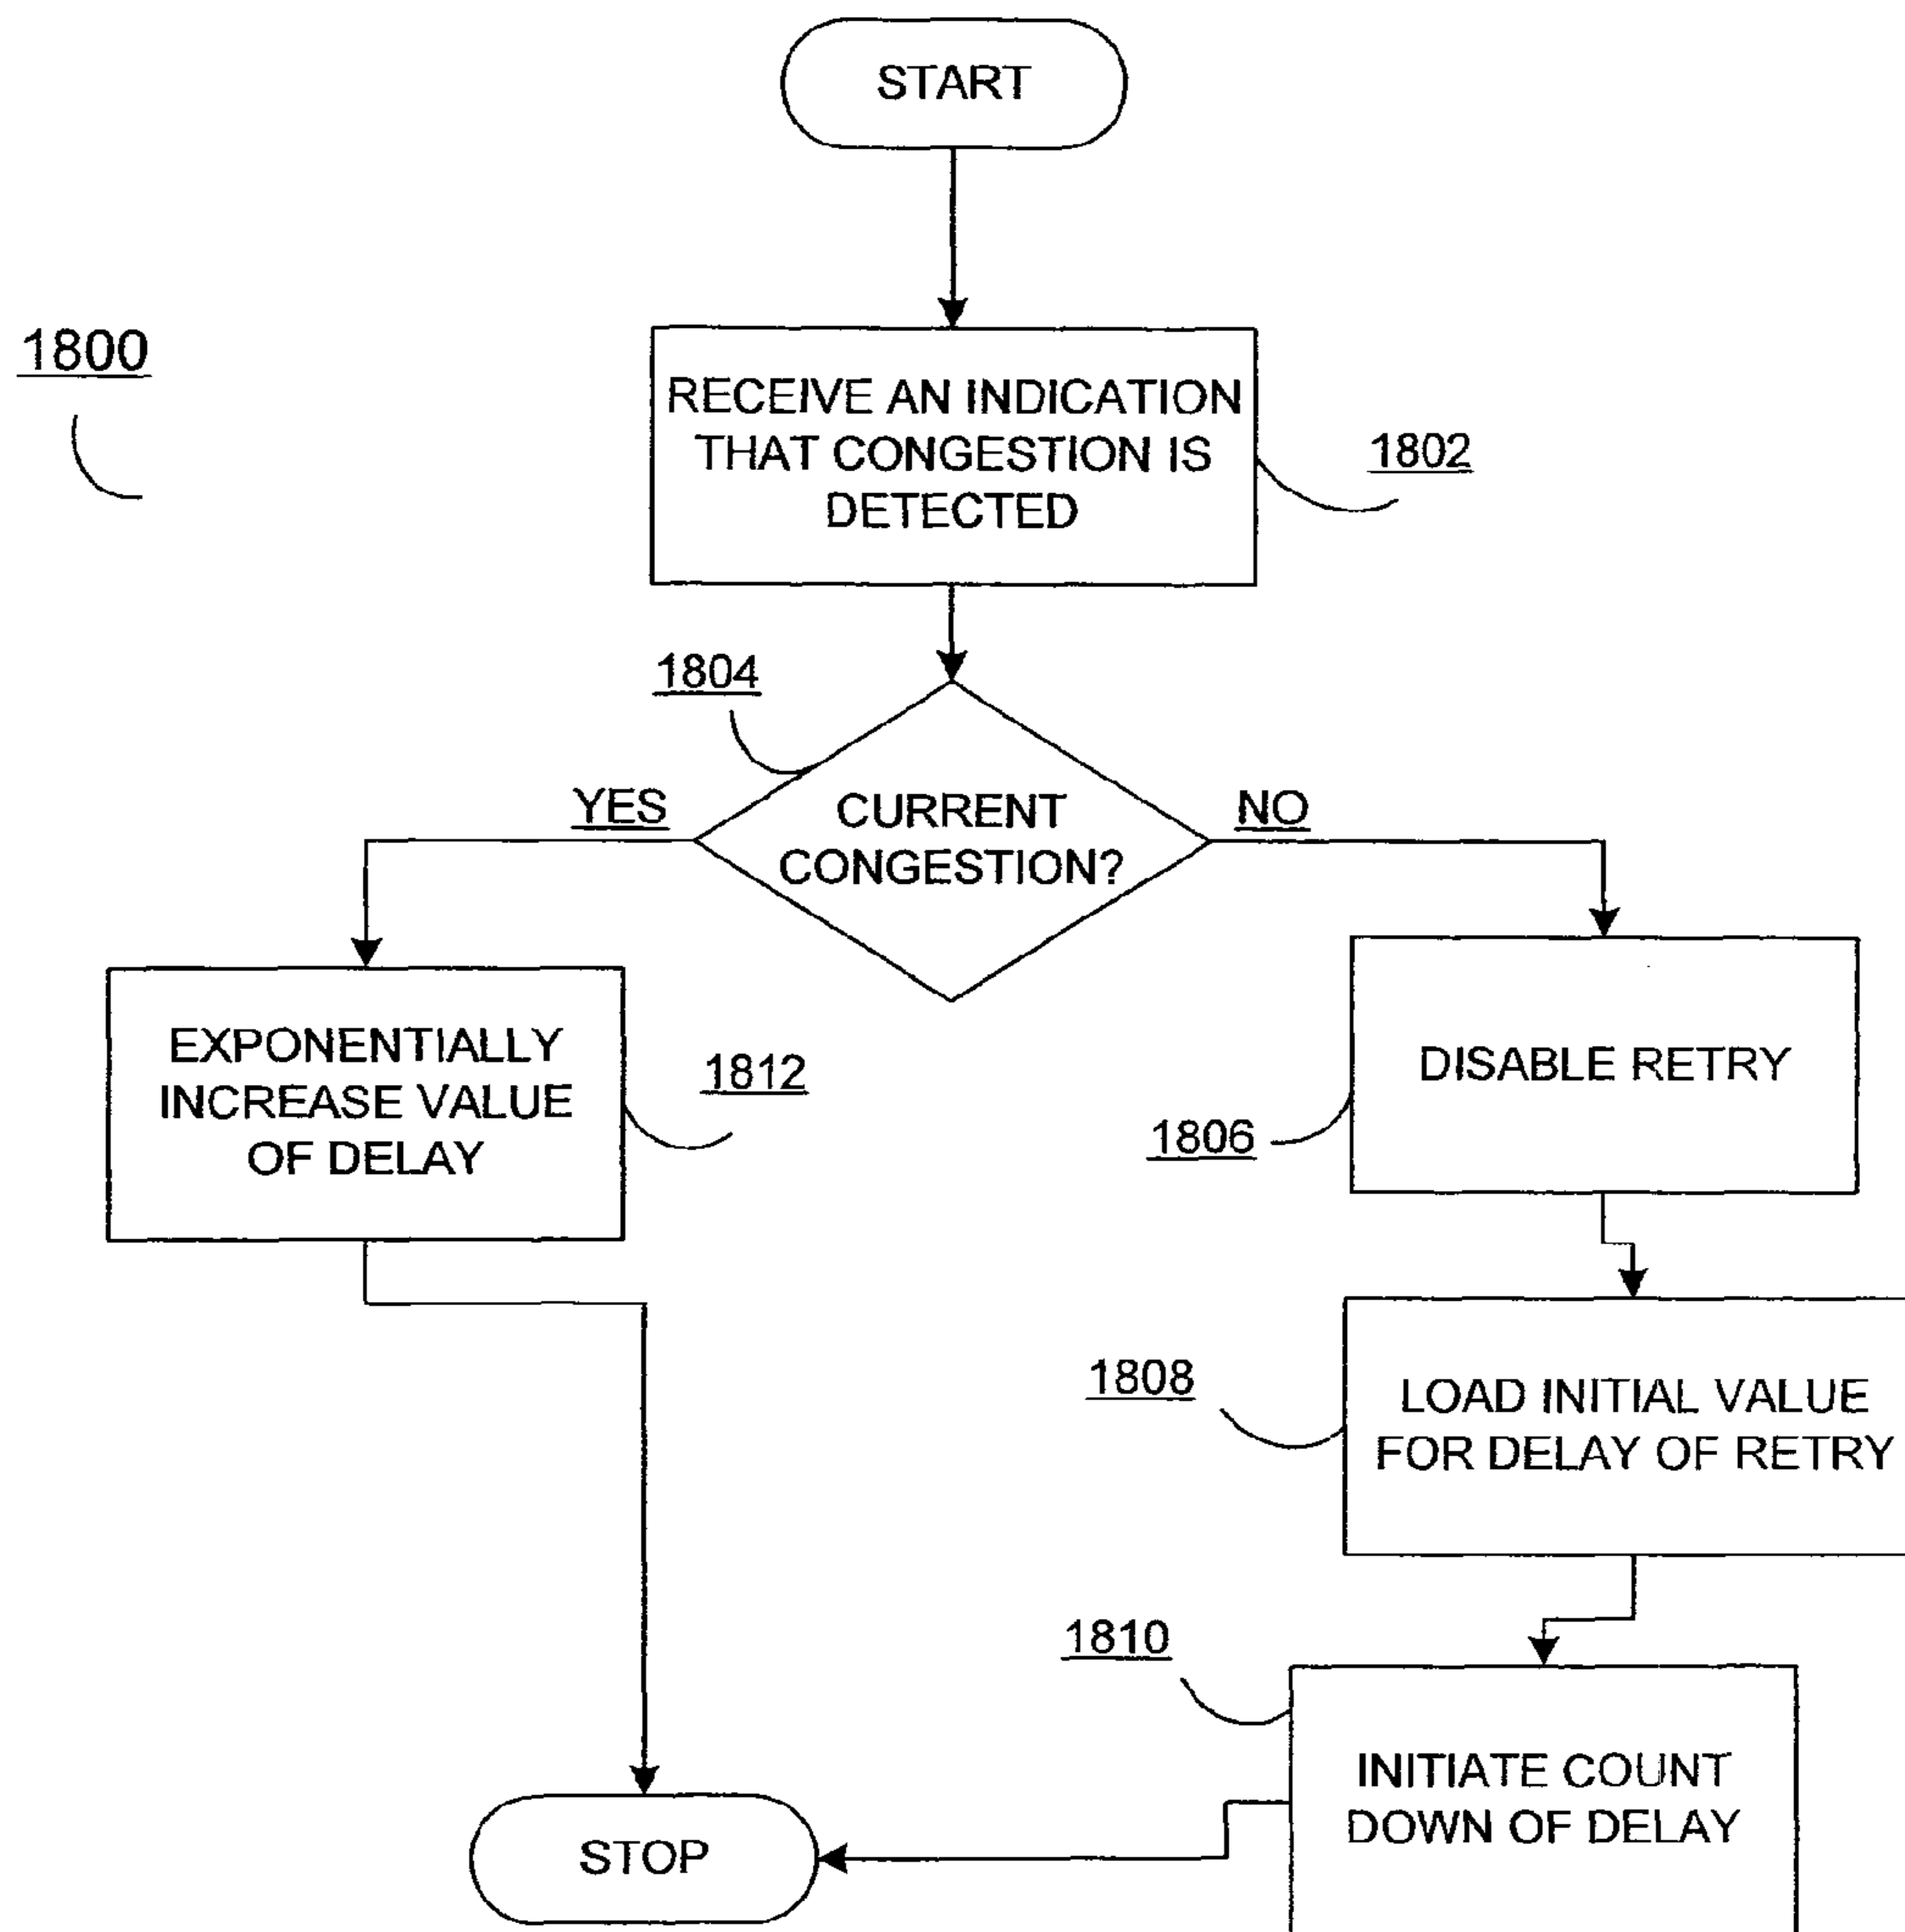 START
1800
RECEIVE AN INDICATION
THAT CONGESTION IS
DETECTED
1802
1804
YES
CURRENT
CONGESTION?
NO
EXPONENTIALLY
INCREASE VALUE
OF DELAY
1812
DISABLE RETRY
1806
1808
LOAD INITIAL VALUE
FOR DELAY OF RETRY
1810
INITIATE COUNT
DOWN OF DELAY
STOP